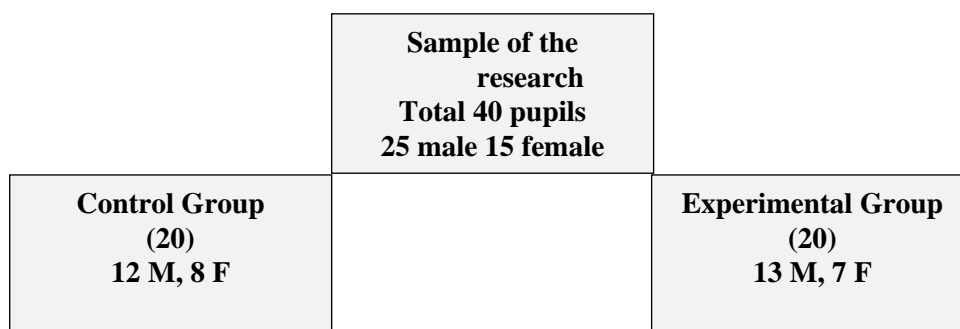 Sample of the
research
Total 40 pupils
25 male 15 female
Control Group
(20)
12 M, 8 F
Experimental Group
(20)
13 M, 7 F